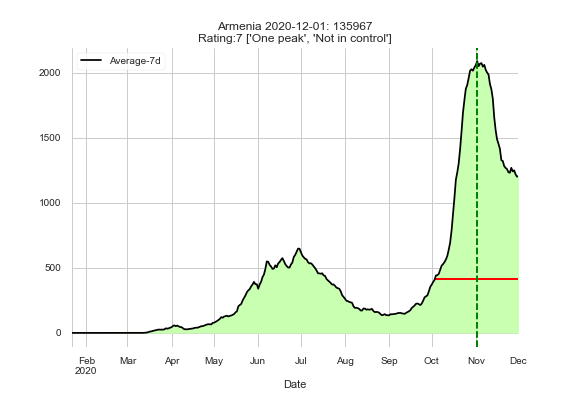 Armenia 2020-12-01: 135967
Rating:7 ['One peak', 'Not in control']
Average-7d
2000
1500
1000
500
0
Feb Mar Apr May Jun Jul Aug Sep Oct Nov Dec
2020
Date